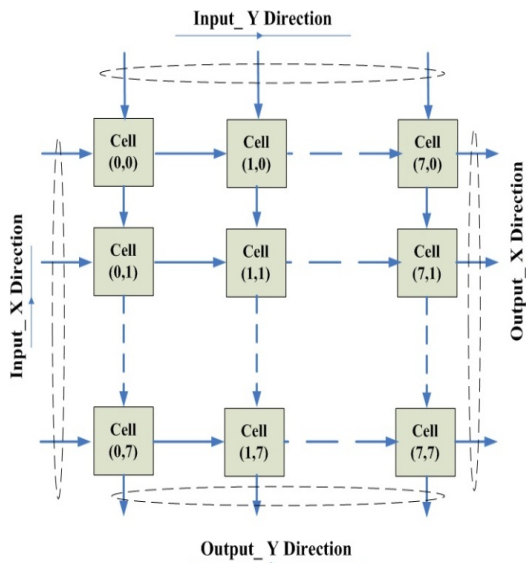 Input_ Y Direction
Cell
(0,0)
Cell
(1,0)
Cell
(7,0)
Cell
(0,1)
Cell
(1,1)
Cell
(7,1)
Input_ X Direction
Output_ X Direction
Cell
(0,7)
Cell
(1,7)
Cell
(7,7)
Output_ Y Direction